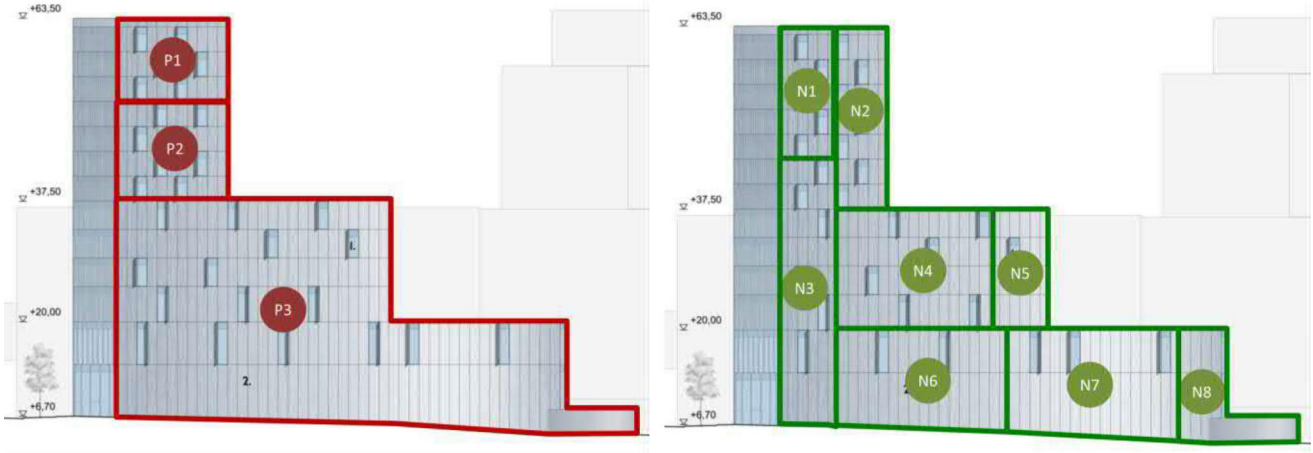 +63,50
P1
P2
+37,50
1.
P3
+20,00
2.
+6,70
+63,50
N1
N2
+37,50
N4
N5
N3
+20,00
N6
N7
N8
+6,70